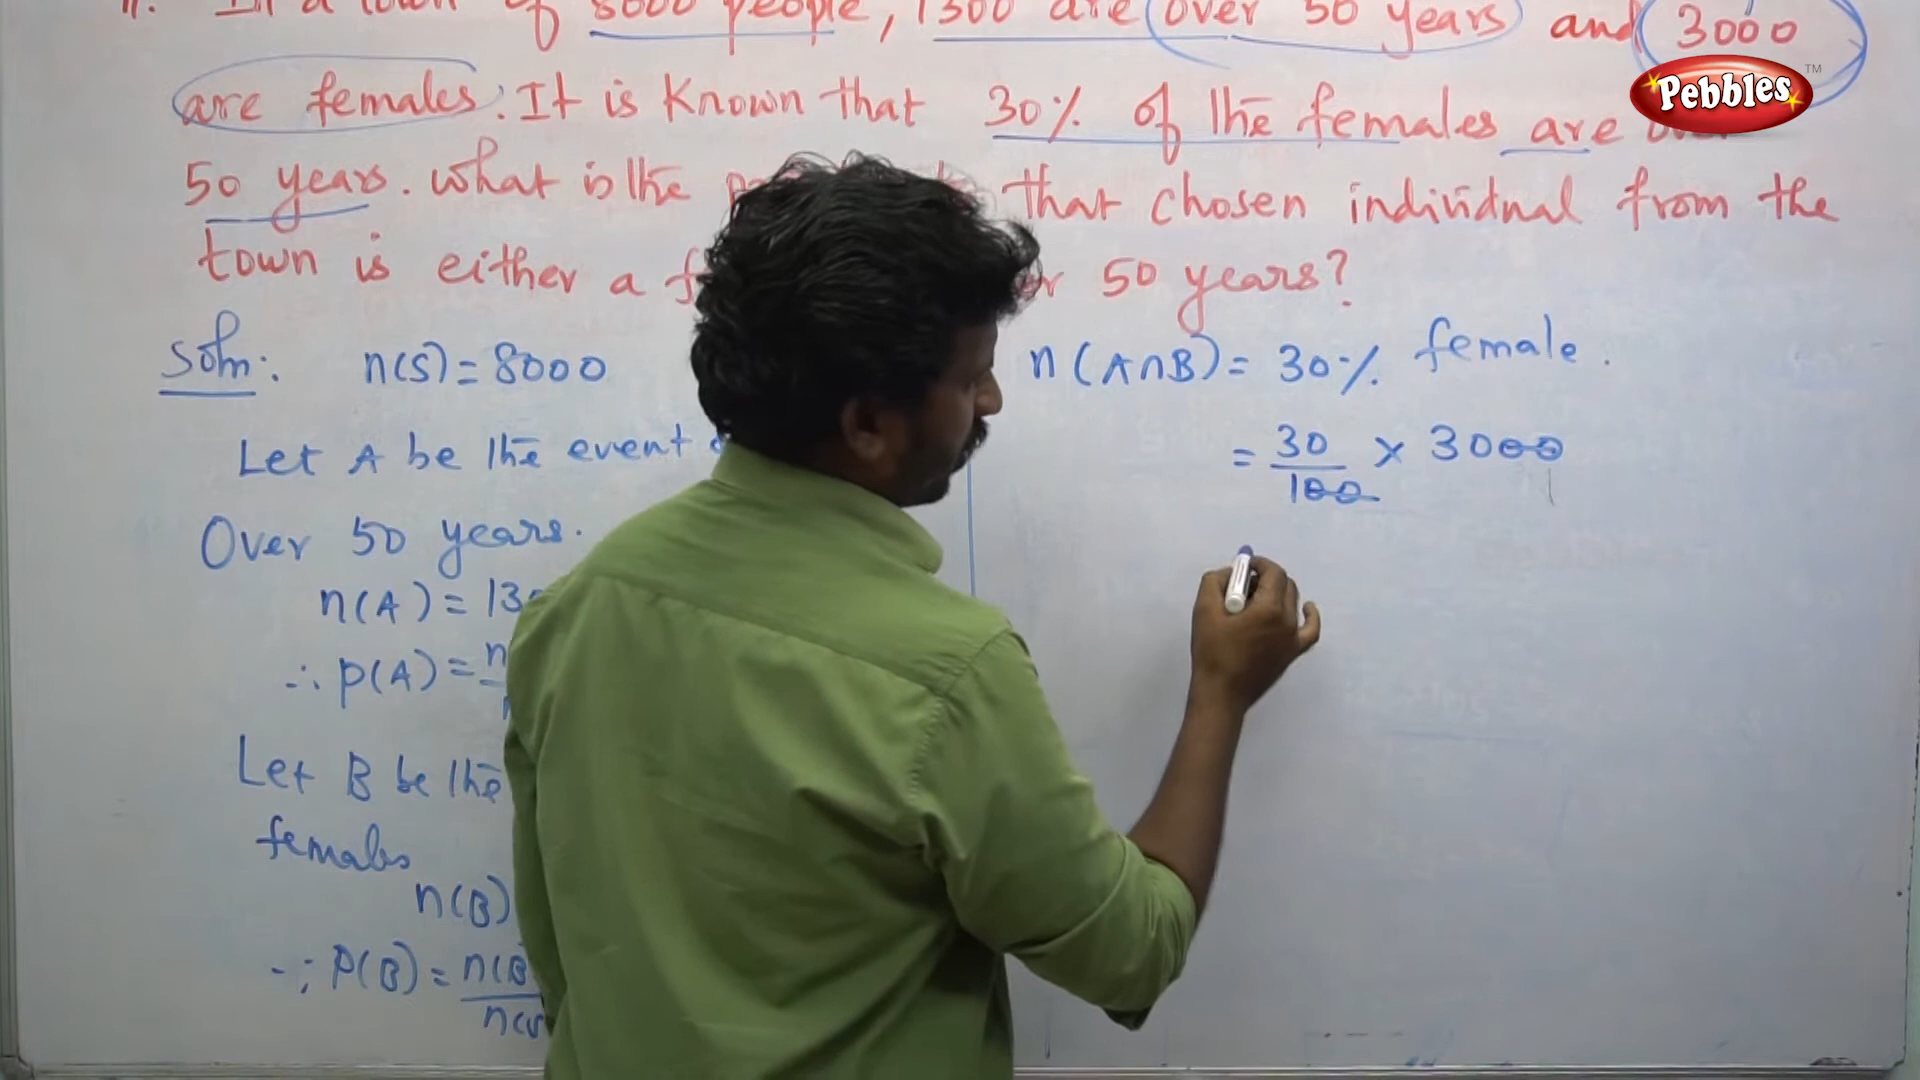 11. In a town of 8000 people, 1300 are over 50 years and 3000
Pebbles™
are females. It is known that 30% of the females are over
50 years. What is the that chosen individual from the
town is either a 50 years?
Soln: n(S) = 8000
Let A be the event
Over 50 years.
n(A) = 13
∴ P(A) = n
Let B be the
females
n(B)
∴ P(B) = n(B
n(s
n(A∩B) = 30% female.
= 30/100 × 3000